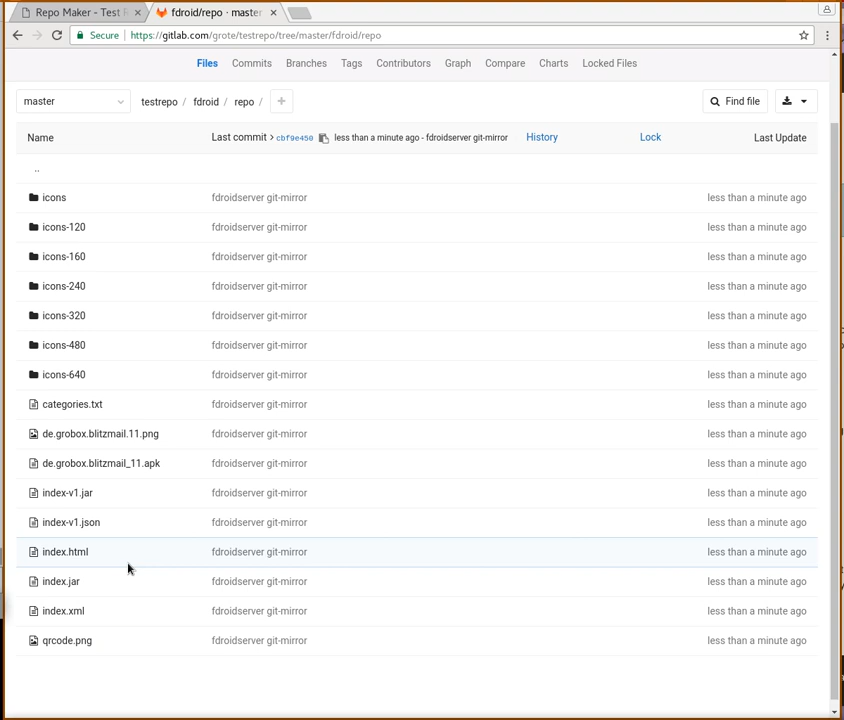 Repo Maker - Test R
fdroid/repo · master
Secure https://gitlab.com/grote/testrepo/tree/master/fdroid/repo
Files Commits Branches Tags Contributors Graph Compare Charts Locked Files
master testrepo / fdroid / repo / + Find file
Name Last commit > cbf9e450 less than a minute ago - fdroidserver git-mirror History Lock Last Update
..
icons fdroidserver git-mirror less than a minute ago
icons-120 fdroidserver git-mirror less than a minute ago
icons-160 fdroidserver git-mirror less than a minute ago
icons-240 fdroidserver git-mirror less than a minute ago
icons-320 fdroidserver git-mirror less than a minute ago
icons-480 fdroidserver git-mirror less than a minute ago
icons-640 fdroidserver git-mirror less than a minute ago
categories.txt fdroidserver git-mirror less than a minute ago
de.grobox.blitzmail.11.png fdroidserver git-mirror less than a minute ago
de.grobox.blitzmail_11.apk fdroidserver git-mirror less than a minute ago
index-v1.jar fdroidserver git-mirror less than a minute ago
index-v1.json fdroidserver git-mirror less than a minute ago
index.html fdroidserver git-mirror less than a minute ago
index.jar fdroidserver git-mirror less than a minute ago
index.xml fdroidserver git-mirror less than a minute ago
qrcode.png fdroidserver git-mirror less than a minute ago